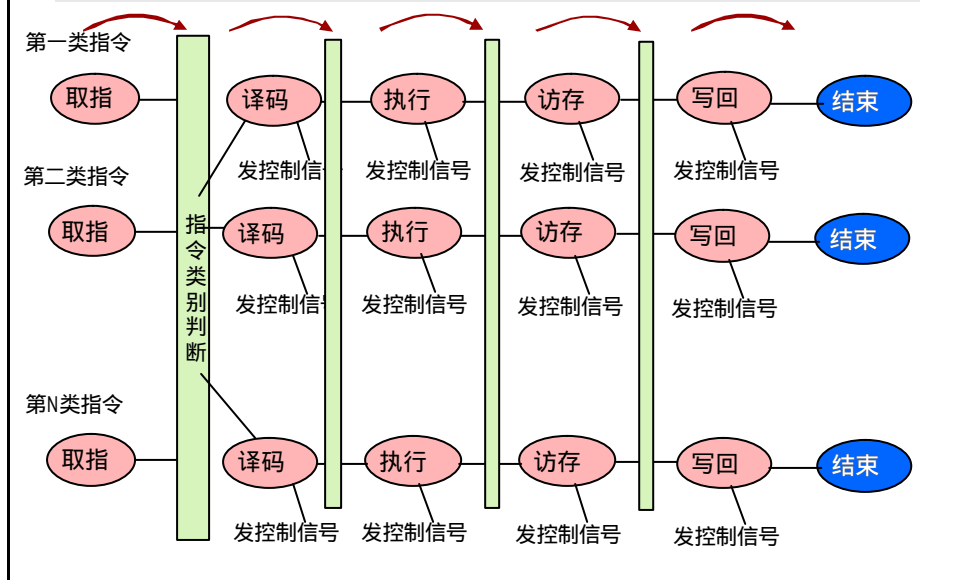 第一类指令
取指 译码 执行 访存 写回 结束
发控制信 发控制信号 发控制信号 发控制信号
第二类指令
取指 译码 执行 访存 写回 结束
发控制信号 发控制信号 发控制信号 发控制信号
指令类别判断
第N类指令
取指 译码 执行 访存 写回 结束
发控制信号 发控制信号 发控制信号 发控制信号